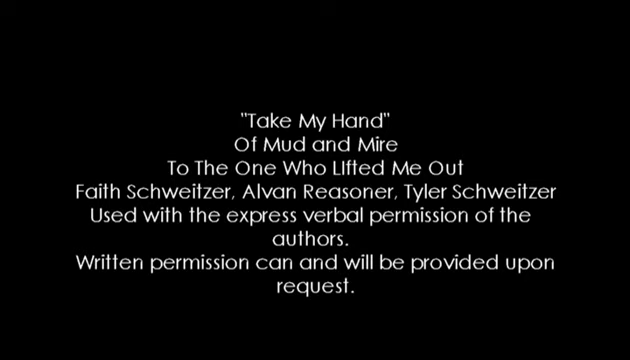 "Take My Hand"
Of Mud and Mire
To The One Who LIfted Me Out
Faith Schweitzer, Alvan Reasoner, Tyler Schweitzer
Used with the express verbal permission of the
authors.
Written permission can and will be provided upon
request.